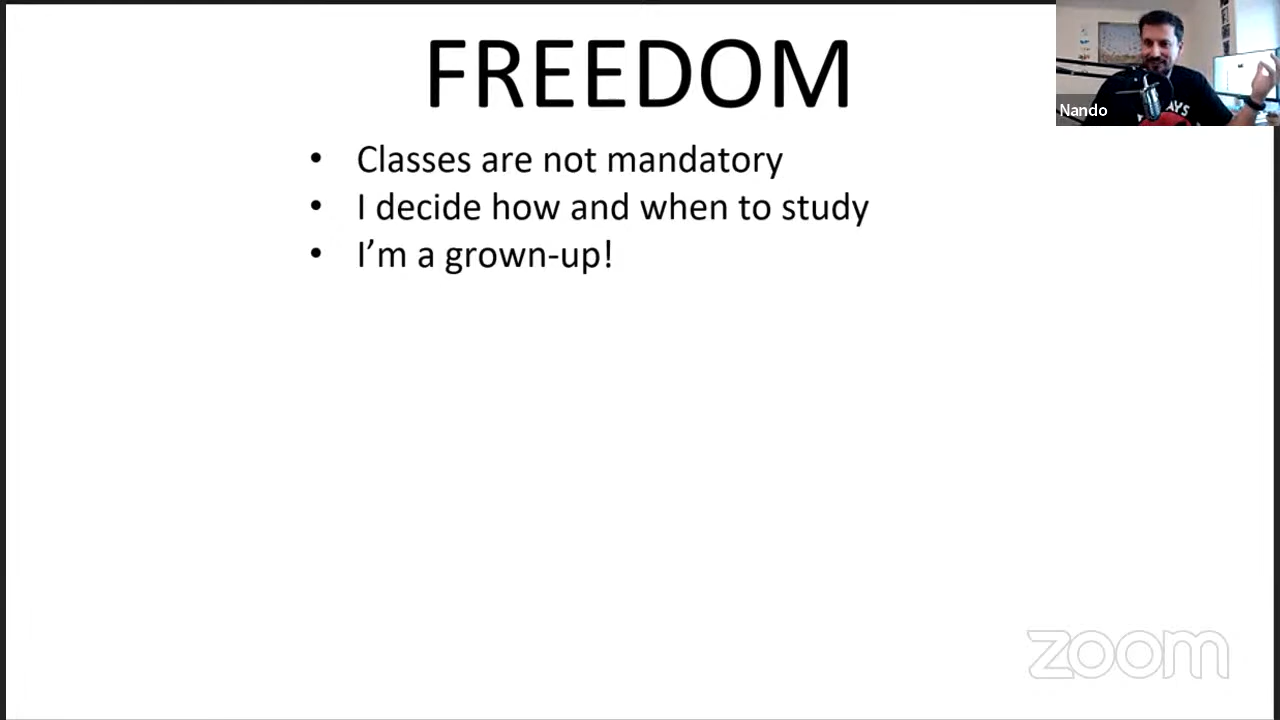 FREEDOM
• Classes are not mandatory
• I decide how and when to study
• I’m a grown-up!
Nando
zoom